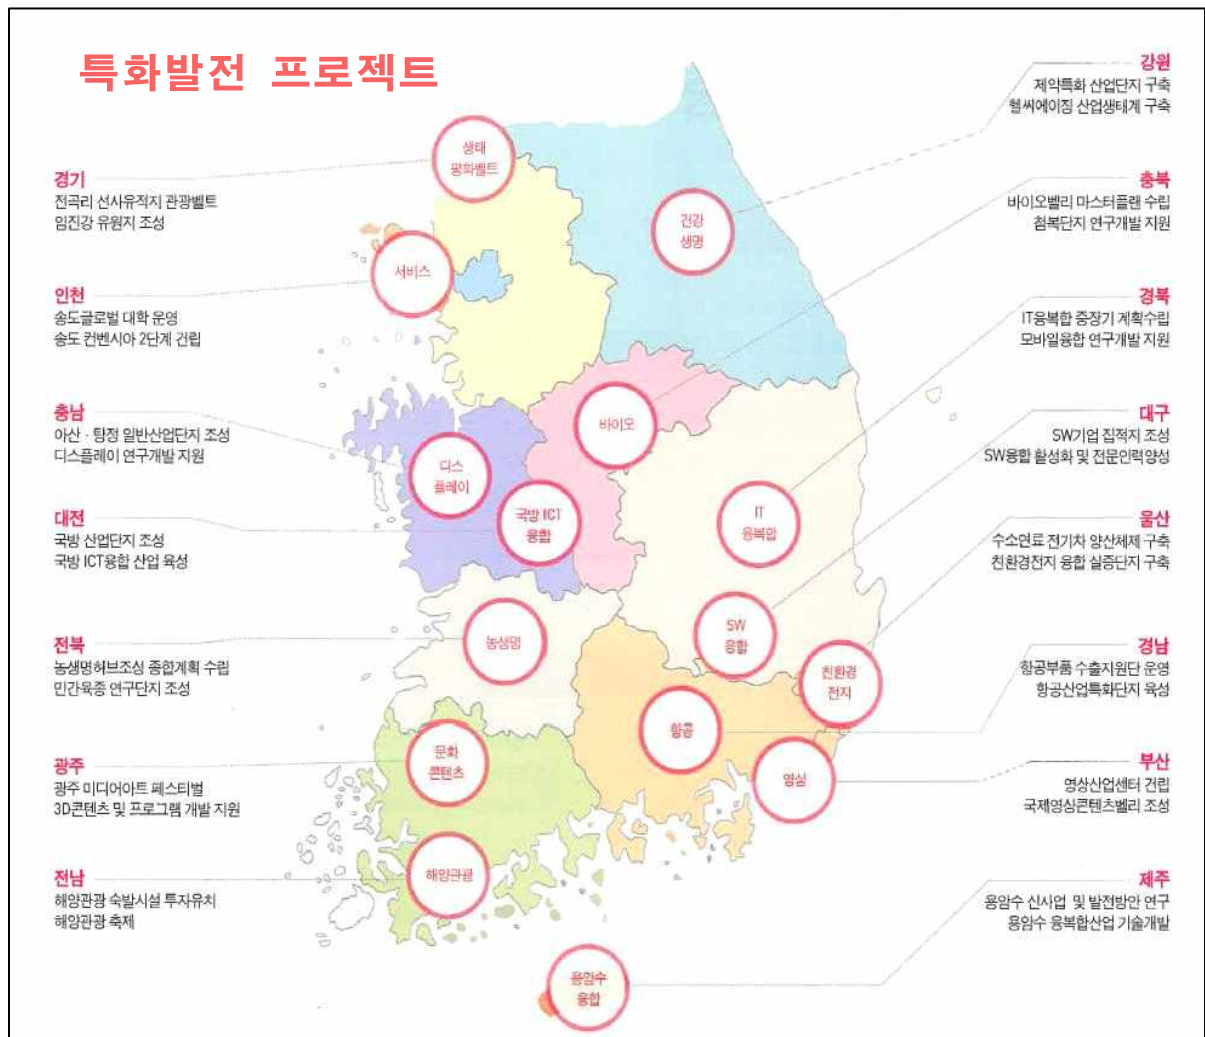 특화발전 프로젝트
경기
전곡리 선사유적지 관광벨트
임진강 유원지 조성
인천
송도글로벌 대학 운영
송도 컨벤시아 2단계 건립
충남
아산 · 탕정 일반산업단지 조성
디스플레이 연구개발 지원
대전
국방 산업단지 조성
국방 ICT융합 산업 육성
전북
농생명허브조성 종합계획 수립
민간육종 연구단지 조성
광주
광주 미디어아트 페스티벌
3D콘텐츠 및 프로그램 개발 지원
전남
해양관광 숙발시설 투자유치
해양관광 축제
생태
평화벨트
서비스
건강
생명
바이오
디스
플레이
국방 ICT
융합
IT
융복합
농생명
SW
융합
친환경
전지
항공
문화
콘텐츠
영상
해양관광
용암수
융합
강원
제약특화 산업단지 구축
헬씨에이징 산업생태계 구축
충북
바이오밸리 마스터플랜 수립
첨복단지 연구개발 지원
경북
IT융복합 중장기 계획수립
모바일융합 연구개발 지원
대구
SW기업 집적지 조성
SW융합 활성화 및 전문인력양성
울산
수소연료 전기차 양산체제 구축
친환경전지 융합 실증단지 구축
경남
항공부품 수출지원단 운영
항공산업특화단지 육성
부산
영상산업센터 건립
국제영상콘텐츠밸리 조성
제주
용암수 신사업 및 발전방안 연구
용암수 융복합산업 기술개발